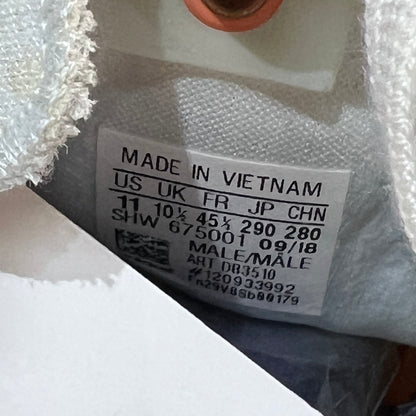 MADE IN VIETNAM
US UK FR JP CHN
11 10½ 45⅓ 290 280
SHW 675001 09/18
MALE/MÂLE
ART DB3510
#120933992